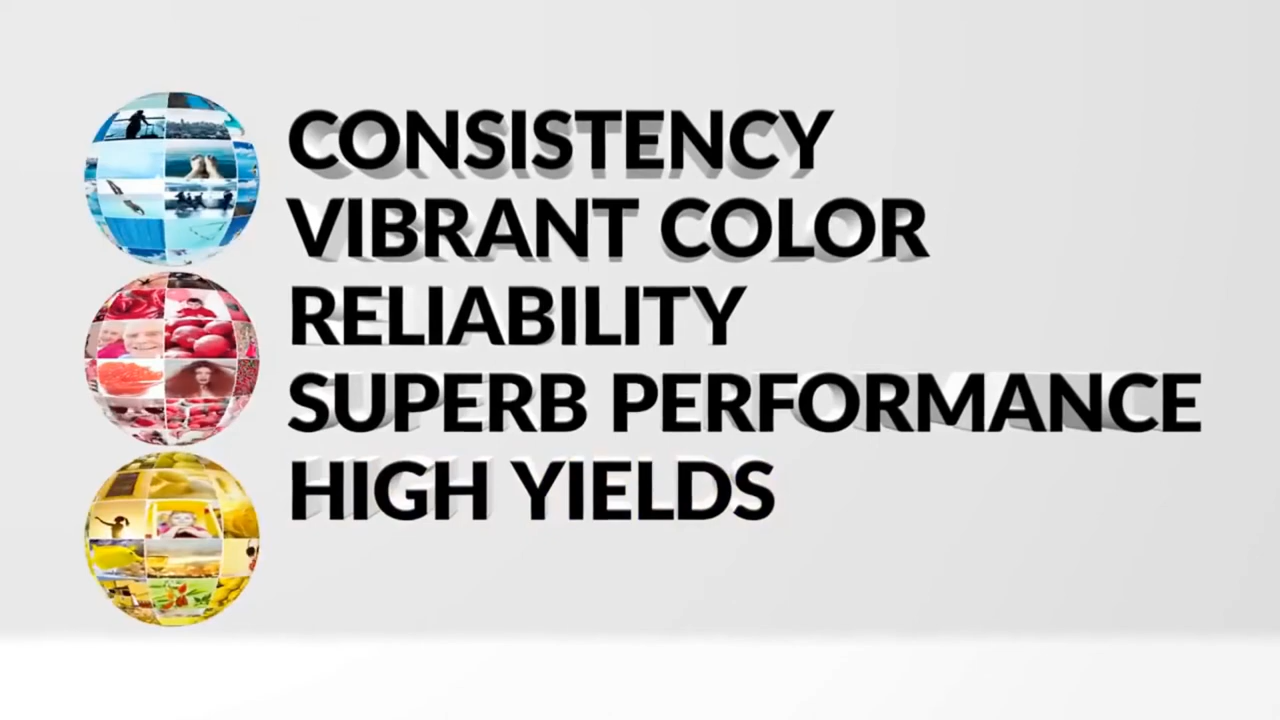 CONSISTENCY
VIBRANT COLOR
RELIABILITY
SUPERB PERFORMANCE
HIGH YIELDS